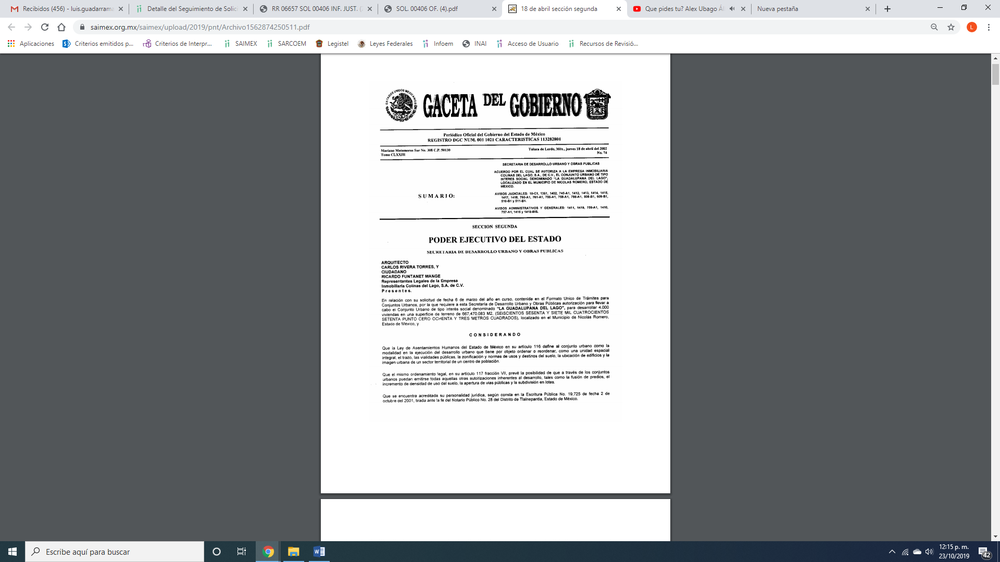 Recibidos (456) - luis.guadarrama
Detalle del Seguimiento de Solici
RR 06657 SOL 00406 INF. JUST. (
SOL. 00406 OF. (4).pdf
18 de abril sección segunda
Que pides tu? Alex Ubago Ál
Nueva pestaña
saimex.org.mx/saimex/upload/2019/pnt/Archivo1562874250511.pdf
L
Aplicaciones
Criterios emitidos p...
Criterios de Interpr...
SAIMEX
SARCOEM
Legistel
Leyes Federales
Infoem
INAI
Acceso de Usuario
Recursos de Revisió...
ESTADOS UNIDOS MEXICANOS
GACETA DEL GOBIERNO
Periódico Oficial del Gobierno del Estado de México
REGISTRO DGC NUM. 001 1021 CARACTERISTICAS 113282801
Mariano Matamoros Sur No. 308 C.P. 50130
Tomo CLXXIII
Toluca de Lerdo, Méx., jueves 18 de abril del 2002
No. 74
SECRETARIA DE DESARROLLO URBANO Y OBRAS PUBLICAS
ACUERDO POR EL CUAL SE AUTORIZA A LA EMPRESA INMOBILIARIA
COLINAS DEL LAGO, S.A., DE C.V., EL CONJUNTO URBANO DE TIPO
INTERES SOCIAL DENOMINADO "LA GUADALUPANA DEL LAGO",
LOCALIZADO EN EL MUNICIPIO DE NICOLAS ROMERO, ESTADO DE
MEXICO.
SUMARIO:
AVISOS JUDICIALES: 10-C1, 1351, 1402, 745-A1, 1412, 1413, 1414, 1415,
1417, 1418, 760-A1, 761-A1, 755-A1, 758-A1, 756-A1, 508-B1, 509-B1,
510-B1 y 511-B1.
AVISOS ADMINISTRATIVOS Y GENERALES: 1411, 1419, 759-A1, 1410,
757-A1, 1416 y 1419-BIS.
SECCION SEGUNDA
PODER EJECUTIVO DEL ESTADO
SECRETARIA DE DESARROLLO URBANO Y OBRAS PUBLICAS
ARQUITECTO
CARLOS RIVERA TORRES, Y
CIUDADANO
RICARDO FUNTANET MANGE
Representantes Legales de la Empresa
Inmobiliaria Colinas del Lago, S.A. de C.V.
Presentes.
En relación con su solicitud de fecha 6 de marzo del año en curso, contenida en el Formato Unico de Trámites para
Conjuntos Urbanos, por la que requiere a esta Secretaría de Desarrollo Urbano y Obras Públicas autorización para llevar a
cabo el Conjunto Urbano de tipo interés social denominado "LA GUADALUPANA DEL LAGO", para desarrollar 4,000
viviendas en una superficie de terreno de 667,470.083 M2, (SEISCIENTOS SESENTA Y SIETE MIL CUATROCIENTOS
SETENTA PUNTO CERO OCHENTA Y TRES METROS CUADRADOS), localizado en el Municipio de Nicolás Romero,
Estado de México, y
CONSIDERANDO
Que la Ley de Asentamientos Humanos del Estado de México en su artículo 116 define al conjunto urbano como la
modalidad en la ejecución del desarrollo urbano que tiene por objeto ordenar o reordenar, como una unidad espacial
integral, el trazo, las vialidades públicas, la zonificación y normas de usos y destinos del suelo, la ubicación de edificios y la
imagen urbana de un sector territorial de un centro de población.
Que el mismo ordenamiento legal, en su artículo 117 fracción VII, prevé la posibilidad de que a través de los conjuntos
urbanos puedan emitirse todas aquellas otras autorizaciones inherentes al desarrollo, tales como la fusión de predios, el
incremento de densidad de uso del suelo, la apertura de vías públicas y la subdivisión en lotes.
Que se encuentra acreditada su personalidad jurídica, según consta en la Escritura Pública No. 19,725 de fecha 2 de
octubre del 2001, tirada ante la fe del Notario Público No. 28 del Distrito de Tlalnepantla, Estado de México.
Escribe aquí para buscar
12:15 p. m.
23/10/2019
42